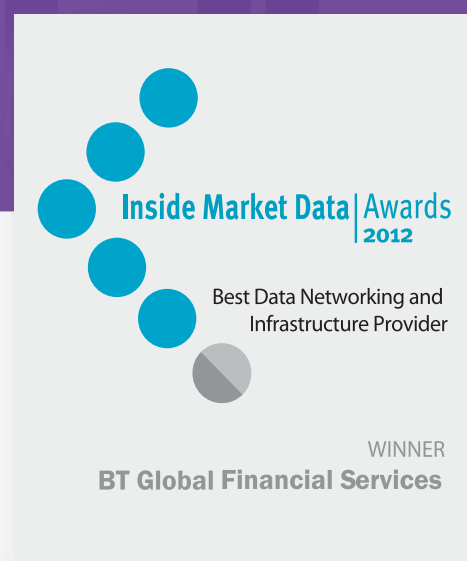 Inside Market Data | Awards
2012
Best Data Networking and
Infrastructure Provider
WINNER
BT Global Financial Services